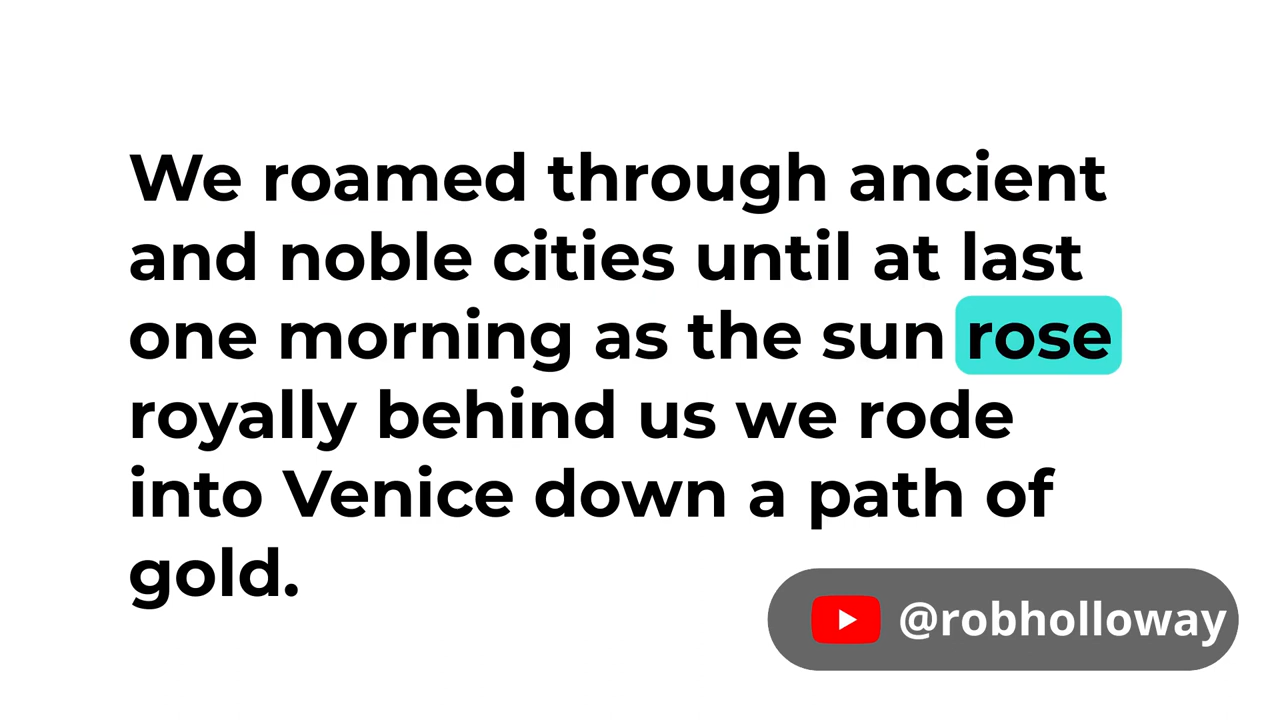 We roamed through ancient
and noble cities until at last
one morning as the sun rose
royally behind us we rode
into Venice down a path of
gold.
@robholloway